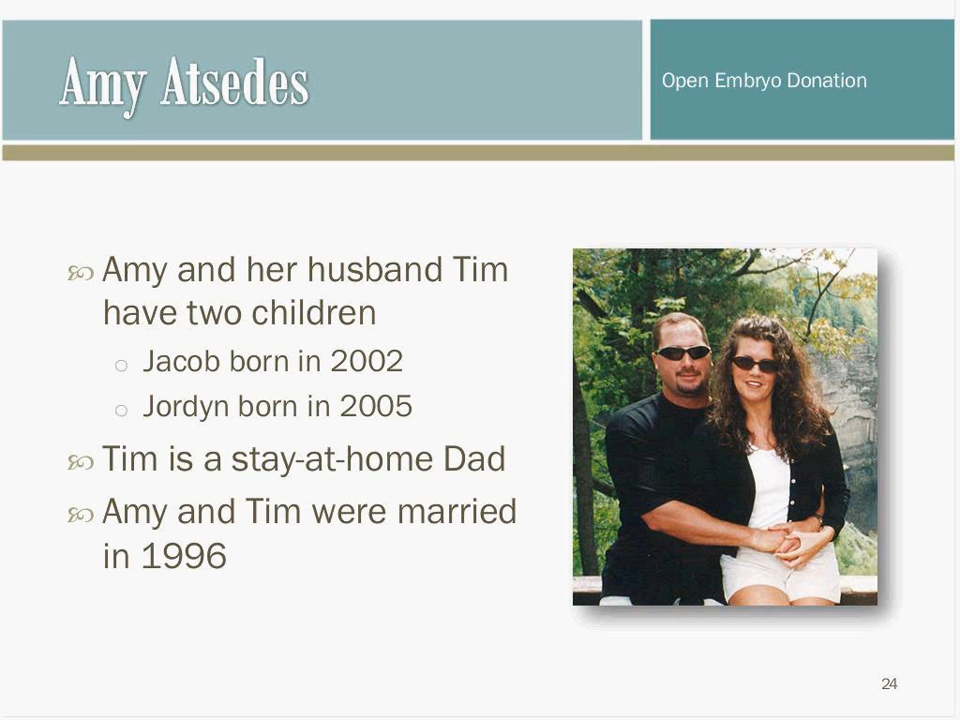 Amy Atsedes
Open Embryo Donation
Amy and her husband Tim
have two children
Jacob born in 2002
Jordyn born in 2005
Tim is a stay-at-home Dad
Amy and Tim were married
in 1996
24